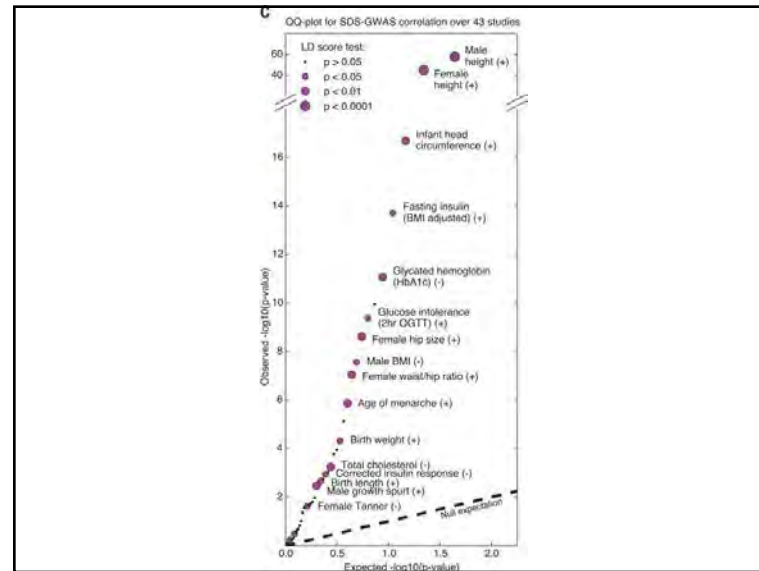 C
QQ-plot for SDS-GWAS correlation over 43 studies
LD score test:
p > 0.05
p < 0.05
p < 0.01
p < 0.0001
60
40
16
14
12
10
8
6
4
2
Observed -log10(p-value)
Male
height (+)
Female
height (+)
Infant head
circumference (+)
Fasting insulin
(BMI adjusted) (+)
Glycated hemoglobin
(HbA1c) (-)
Glucose intolerance
(2hr OGTT) (+)
Female hip size (+)
Male BMI (-)
Female waist/hip ratio (+)
Age of menarche (+)
Birth weight (+)
Total cholesterol (-)
Corrected insulin response (-)
Birth length (+)
Male growth spurt (+)
Female Tanner (-)
Null expectation
0.0 0.5 1.0 1.5 2.0
Expected -log10(p-value)